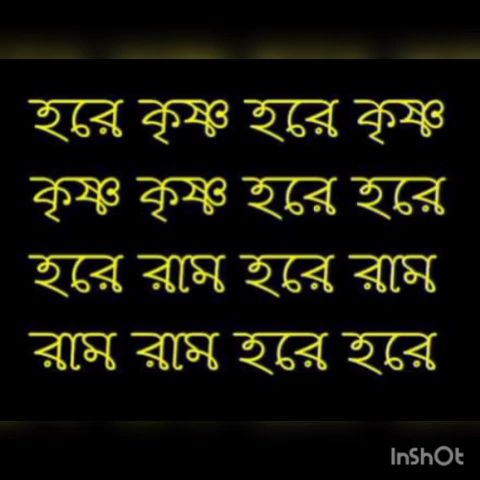 হরে কৃষ্ণ হরে কৃষ্ণ
কৃষ্ণ কৃষ্ণ হরে হরে
হরে রাম হরে রাম
রাম রাম হরে হরে
InShOt